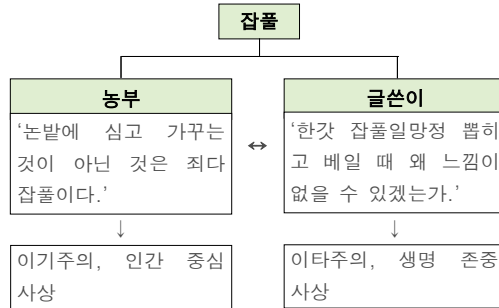 잡풀
농부
‘논밭에 심고 가꾸는
것이 아닌 것은 죄다
잡풀이다.’
↔
글쓴이
‘한갓 잡풀일망정 뽑히
고 베일 때 왜 느낌이
없을 수 있겠는가.’
↓
이기주의, 인간 중심
사상
↓
이타주의, 생명 존중
사상